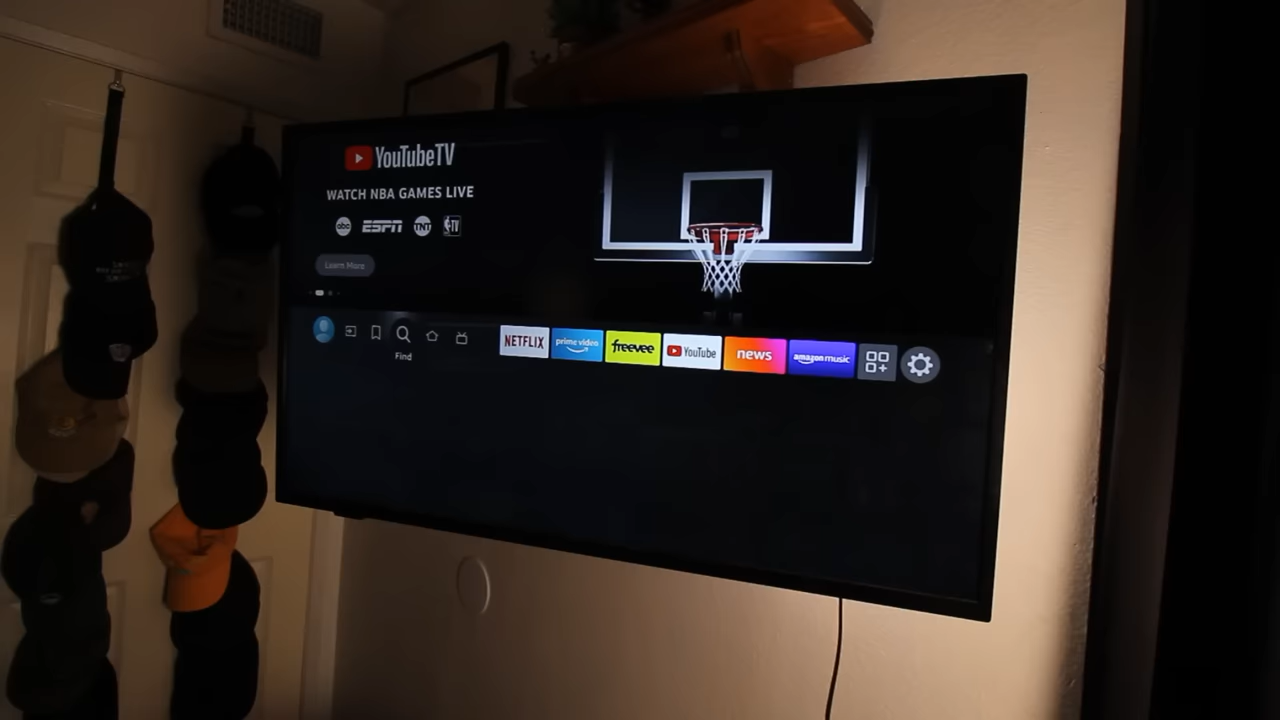 YouTubeTV
WATCH NBA GAMES LIVE
abc ESPN TNT TV
Learn More
Find
NETFLIX prime video freevee YouTube news amazon music